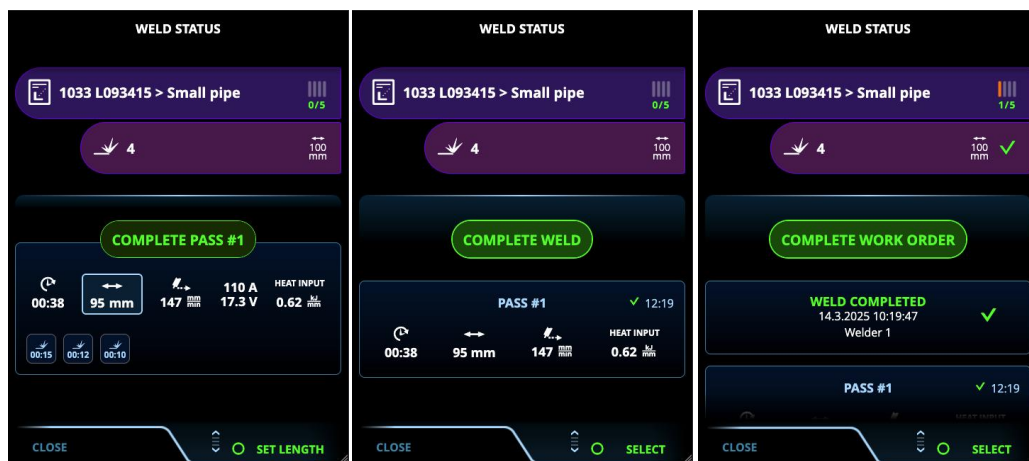 WELD STATUS
1033 L093415 > Small pipe
0/5
4
100
mm
COMPLETE PASS #1
00:38
95 mm
147 mm
min
110 A
17.3 V
HEAT INPUT
0.62 kJ
mm
00:15
00:12
00:10
CLOSE
SET LENGTH
WELD STATUS
1033 L093415 > Small pipe
0/5
4
100
mm
COMPLETE WELD
PASS #1
12:19
00:38
95 mm
147 mm
min
HEAT INPUT
0.62 kJ
mm
CLOSE
SELECT
WELD STATUS
1033 L093415 > Small pipe
1/5
4
100
mm
COMPLETE WORK ORDER
WELD COMPLETED
14.3.2025 10:19:47
Welder 1
PASS #1
12:19
HEAT INPUT
CLOSE
SELECT